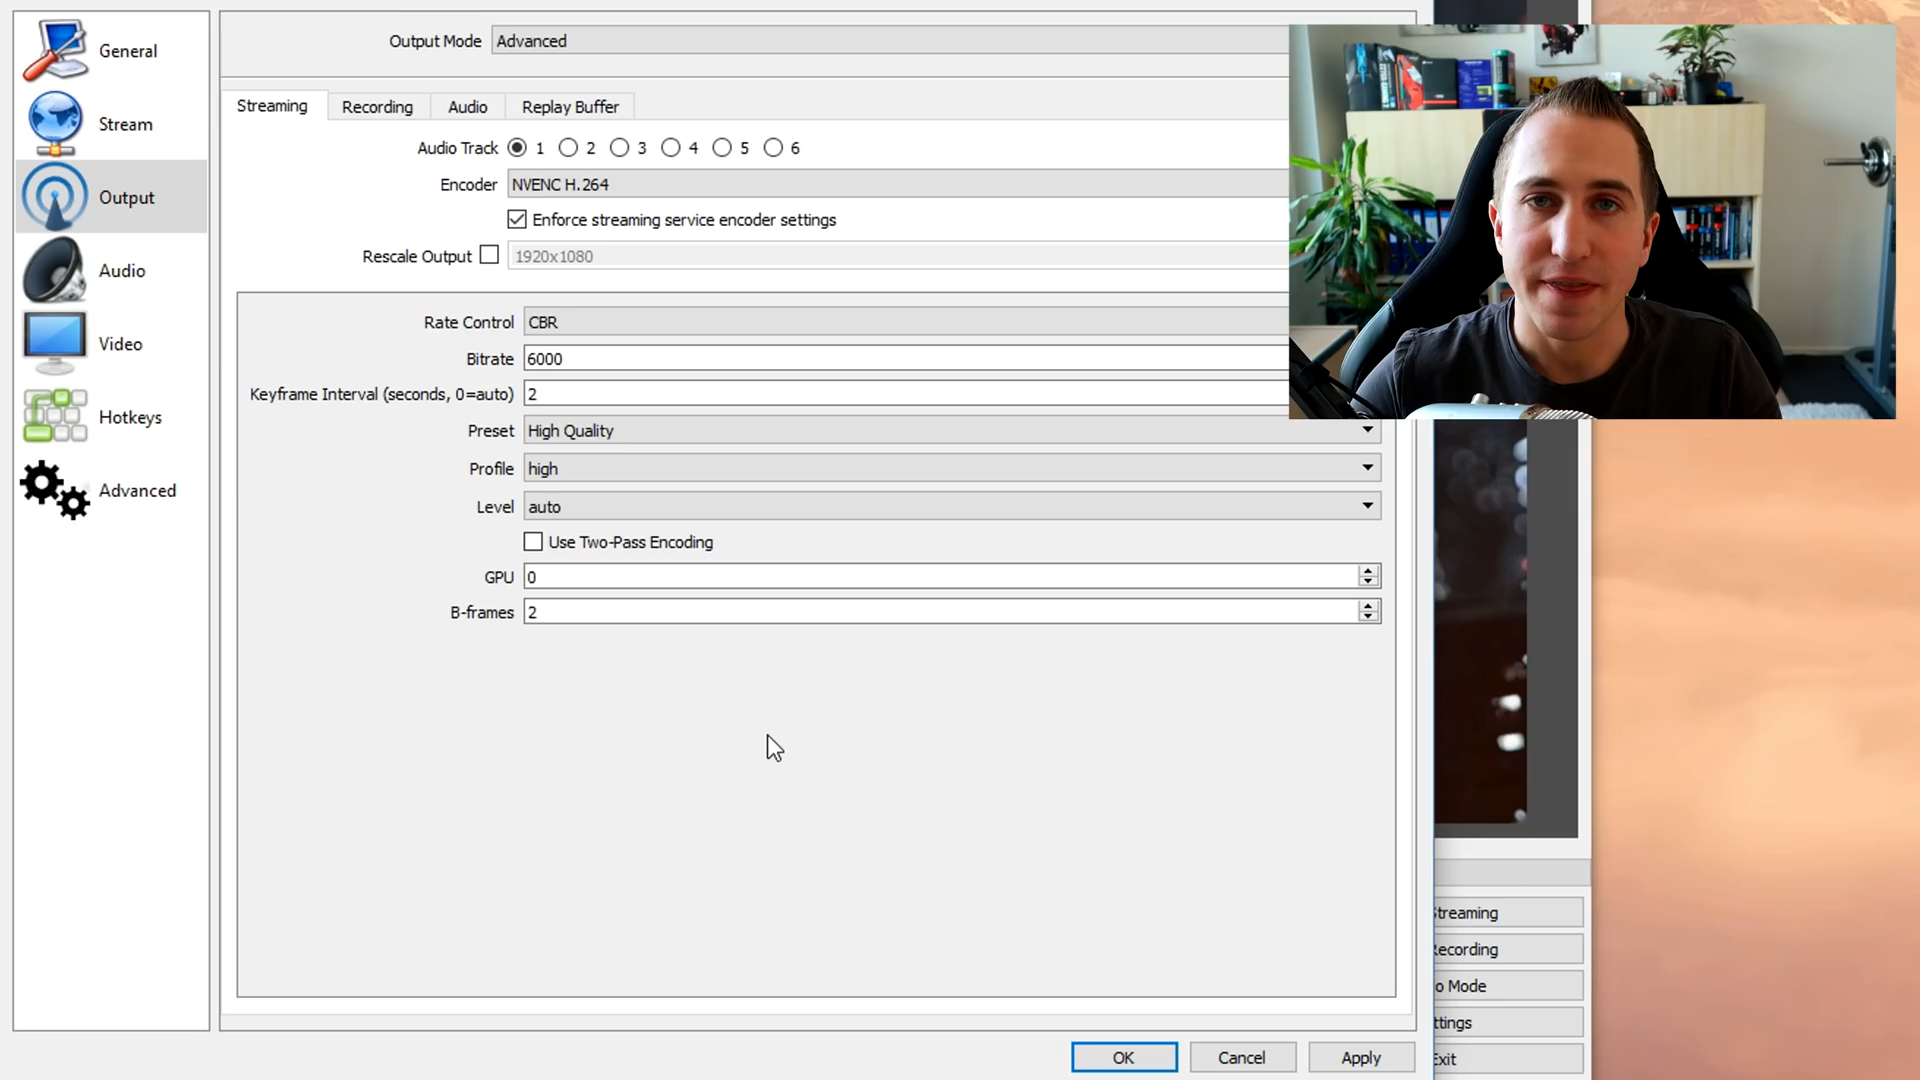 General
Stream
Output
Audio
Video
Hotkeys
Advanced
Output Mode Advanced
Streaming Recording Audio Replay Buffer
Audio Track 1 2 3 4 5 6
Encoder NVENC H.264
Enforce streaming service encoder settings
Rescale Output 1920x1080
Rate Control CBR
Bitrate 6000
Keyframe Interval (seconds, 0=auto) 2
Preset High Quality
Profile high
Level auto
Use Two-Pass Encoding
GPU 0
B-frames 2
OK Cancel Apply
Streaming
Recording
o Mode
ttings
Exit